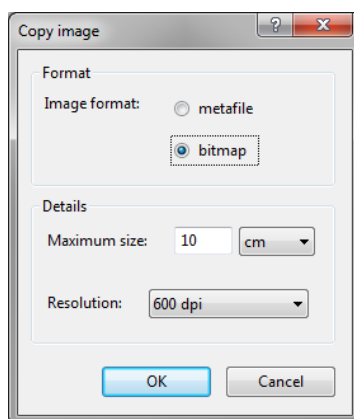 Copy image
?
X
Format
Image format:
metafile
bitmap
Details
Maximum size: 10 cm
Resolution: 600 dpi
OK Cancel